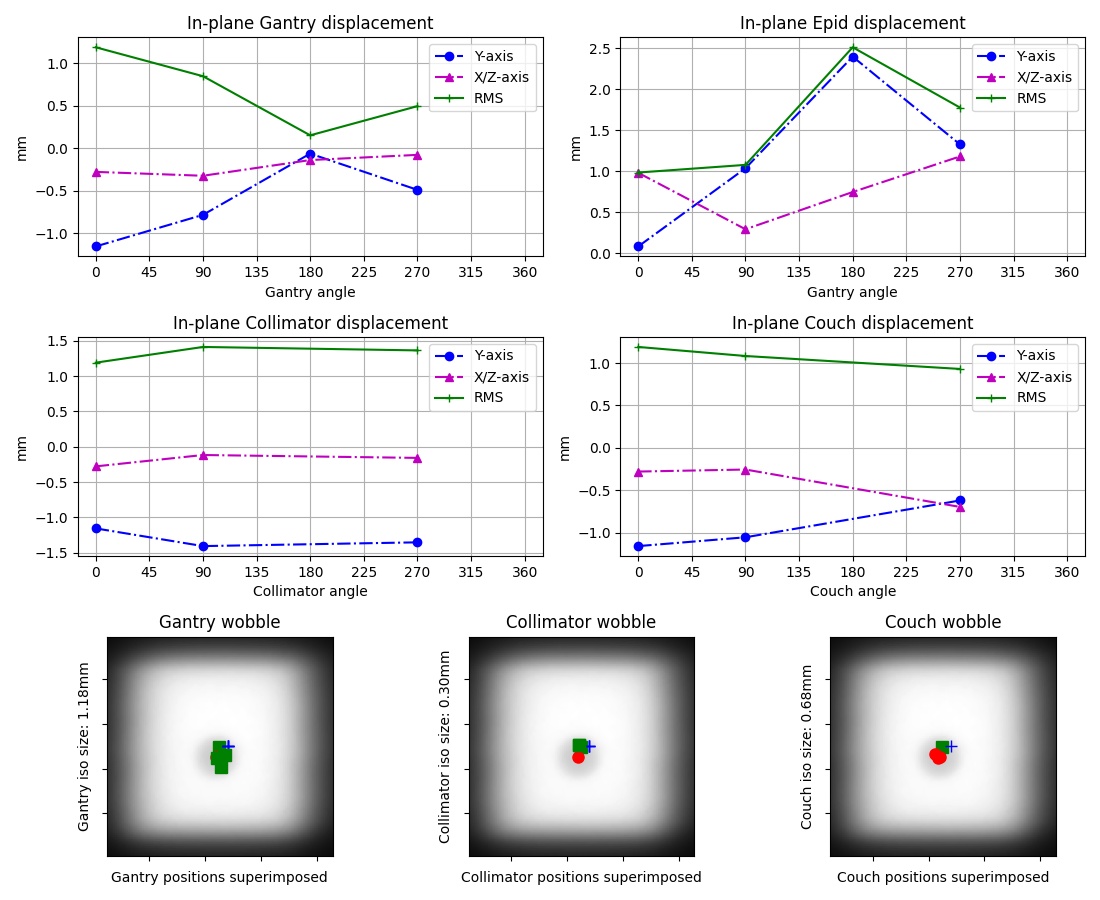 In-plane Gantry displacement
mm
1.0
0.5
0.0
−0.5
−1.0
Y-axis
X/Z-axis
RMS
0 45 90 135 180 225 270 315 360
Gantry angle
In-plane Epid displacement
mm
2.5
2.0
1.5
1.0
0.5
0.0
Y-axis
X/Z-axis
RMS
0 45 90 135 180 225 270 315 360
Gantry angle
In-plane Collimator displacement
mm
1.5
1.0
0.5
0.0
−0.5
−1.0
−1.5
Y-axis
X/Z-axis
RMS
0 45 90 135 180 225 270 315 360
Collimator angle
In-plane Couch displacement
mm
1.0
0.5
0.0
−0.5
−1.0
Y-axis
X/Z-axis
RMS
0 45 90 135 180 225 270 315 360
Couch angle
Gantry wobble
Gantry iso size: 1.18mm
Gantry positions superimposed
Collimator wobble
Collimator iso size: 0.30mm
Collimator positions superimposed
Couch wobble
Couch iso size: 0.68mm
Couch positions superimposed